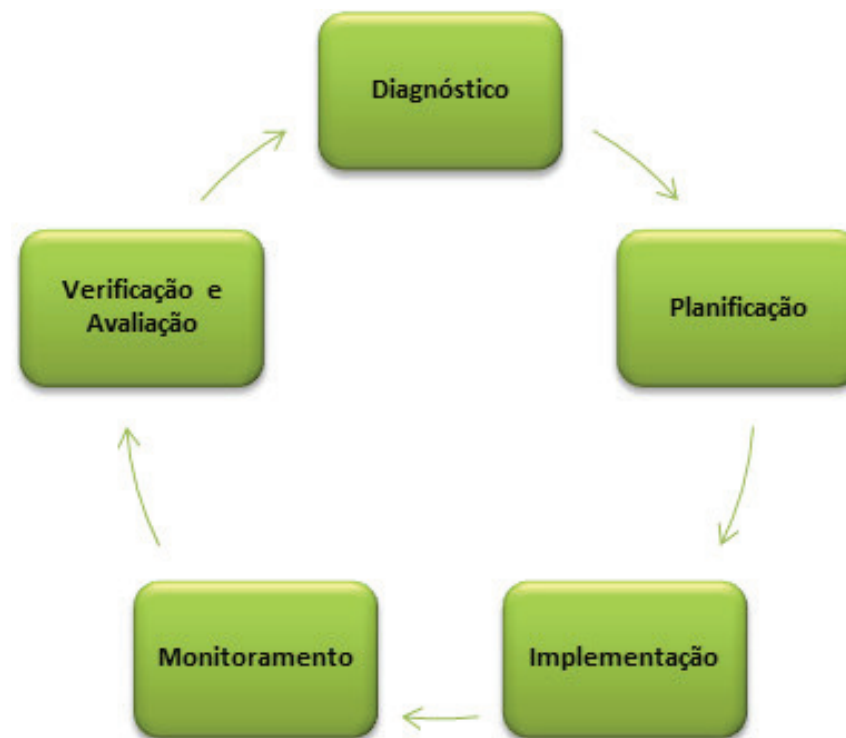 Diagnóstico
Planificação
Implementação
Monitoramento
Verificação e
Avaliação